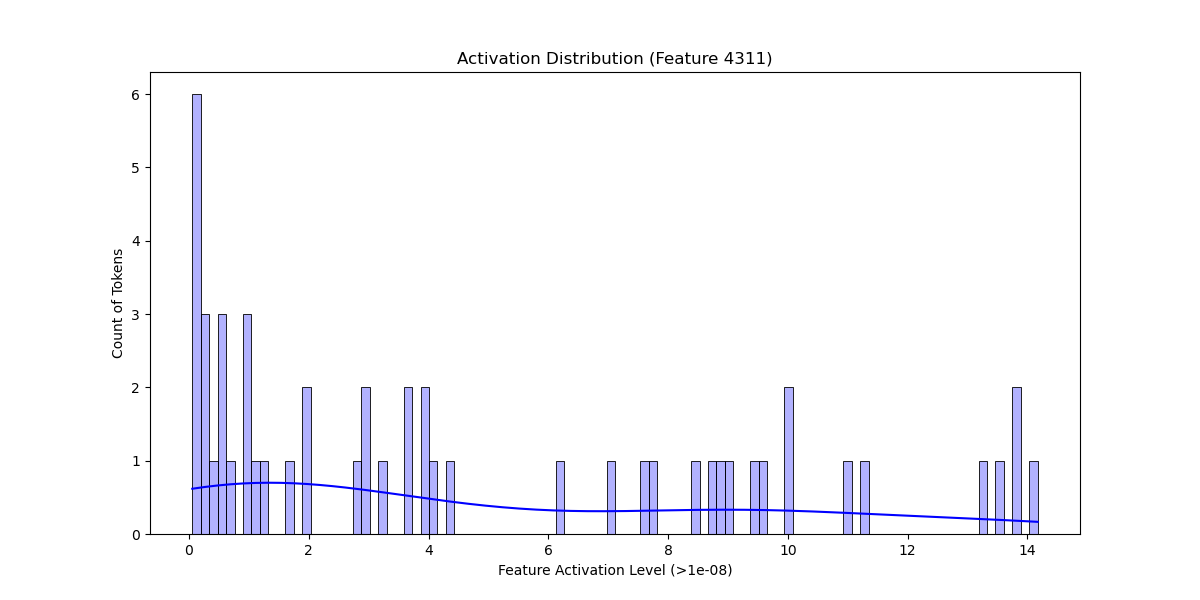 Activation Distribution (Feature 4311)
6
5
4
3
2
1
0
Count of Tokens
0 2 4 6 8 10 12 14
Feature Activation Level (>1e-08)